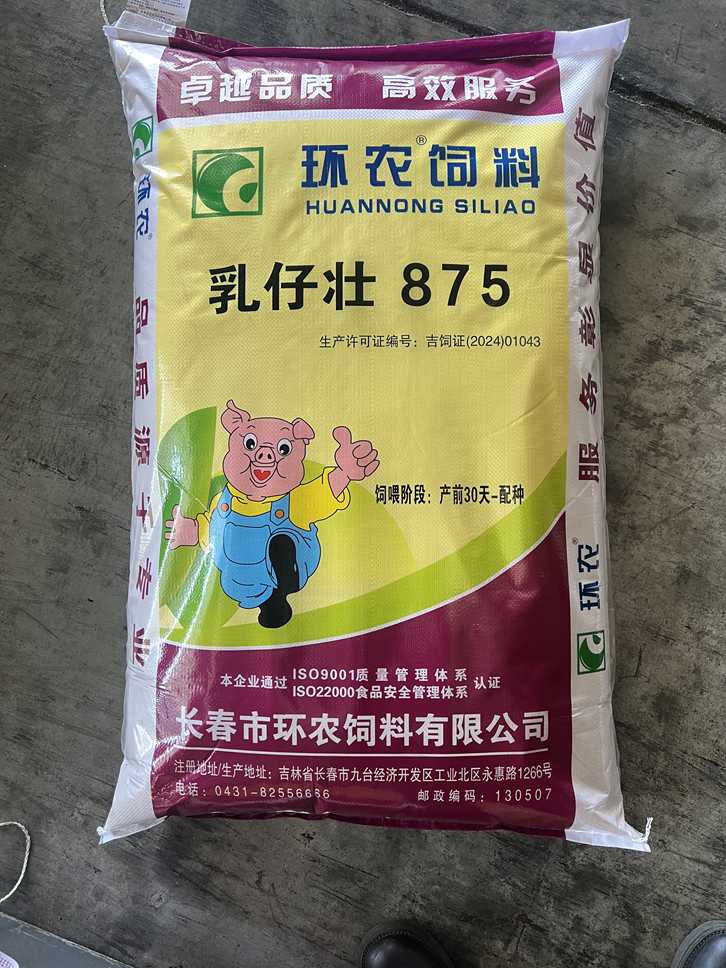 卓越品质 高效服务
环农®饲料
HUANNONG SILIAO
乳仔壮 875
生产许可证编号：吉饲证(2024)01043
饲喂阶段：产前30天-配种
本企业通过 ISO9001质量管理体系 认证
ISO22000食品安全管理体系
长春市环农饲料有限公司
注册地址/生产地址：吉林省长春市九台经济开发区工业北区永惠路1266号
电话：0431-82556666
邮政编码：130507
环农®
品质源于专业
环农®
服务彰显价值